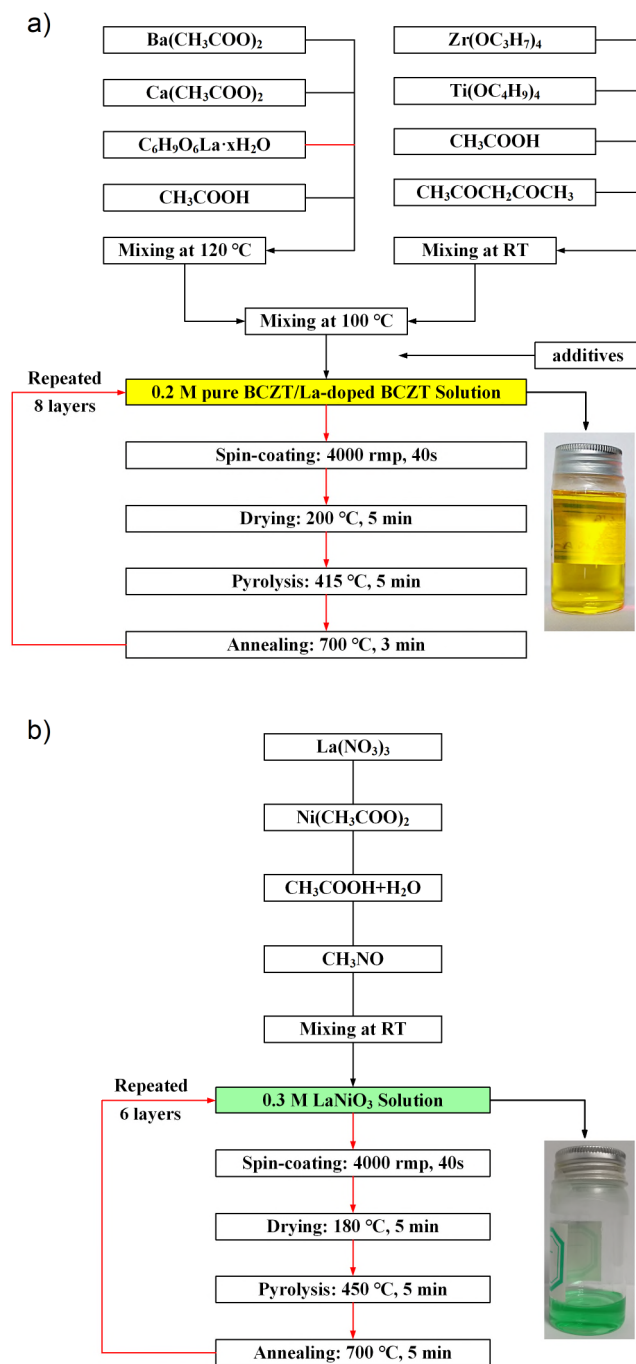 a)
Ba(CH₃COO)₂
Ca(CH₃COO)₂
C₆H₉O₆La·xH₂O
CH₃COOH
Mixing at 120 ℃
Zr(OC₃H₇)₄
Ti(OC₄H₉)₄
CH₃COOH
CH₃COCH₂COCH₃
Mixing at RT
Mixing at 100 ℃
additives
Repeated
8 layers
0.2 M pure BCZT/La-doped BCZT Solution
Spin-coating: 4000 rmp, 40s
Drying: 200 ℃, 5 min
Pyrolysis: 415 ℃, 5 min
Annealing: 700 ℃, 3 min
b)
La(NO₃)₃
Ni(CH₃COO)₂
CH₃COOH+H₂O
CH₃NO
Mixing at RT
Repeated
6 layers
0.3 M LaNiO₃ Solution
Spin-coating: 4000 rmp, 40s
Drying: 180 ℃, 5 min
Pyrolysis: 450 ℃, 5 min
Annealing: 700 ℃, 5 min